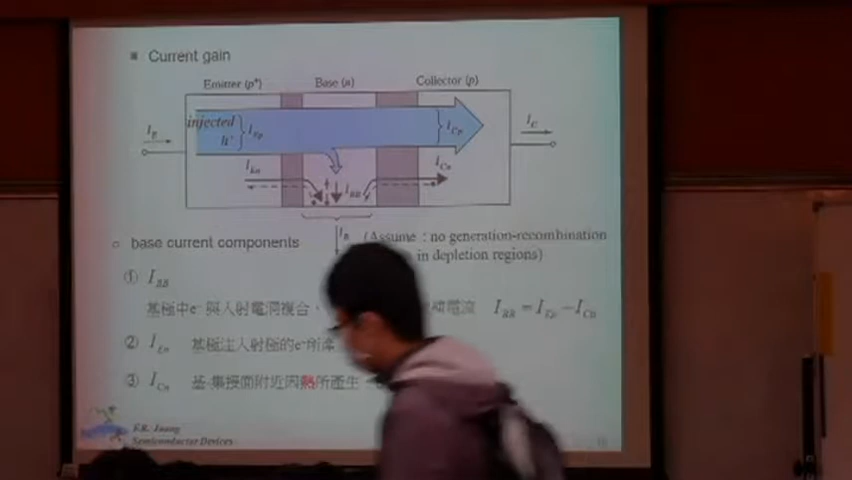 Current gain
Emitter (p⁺) Base (n) Collector (p)
injected
h⁺ I_Ep I_Cp
I_E I_C
I_En I_BB I_Cn
I_B (Assume : no generation-recombination
in depletion regions)
base current components
① I_BB
基極中e⁻與入射電洞複合、 電流 I_BB = I_Ep − I_Cp
② I_En 基極注入射極的e⁻所
③ I_Cn 基-集接面附近因熱所產生
F.R. Juang
Semiconductor Devices